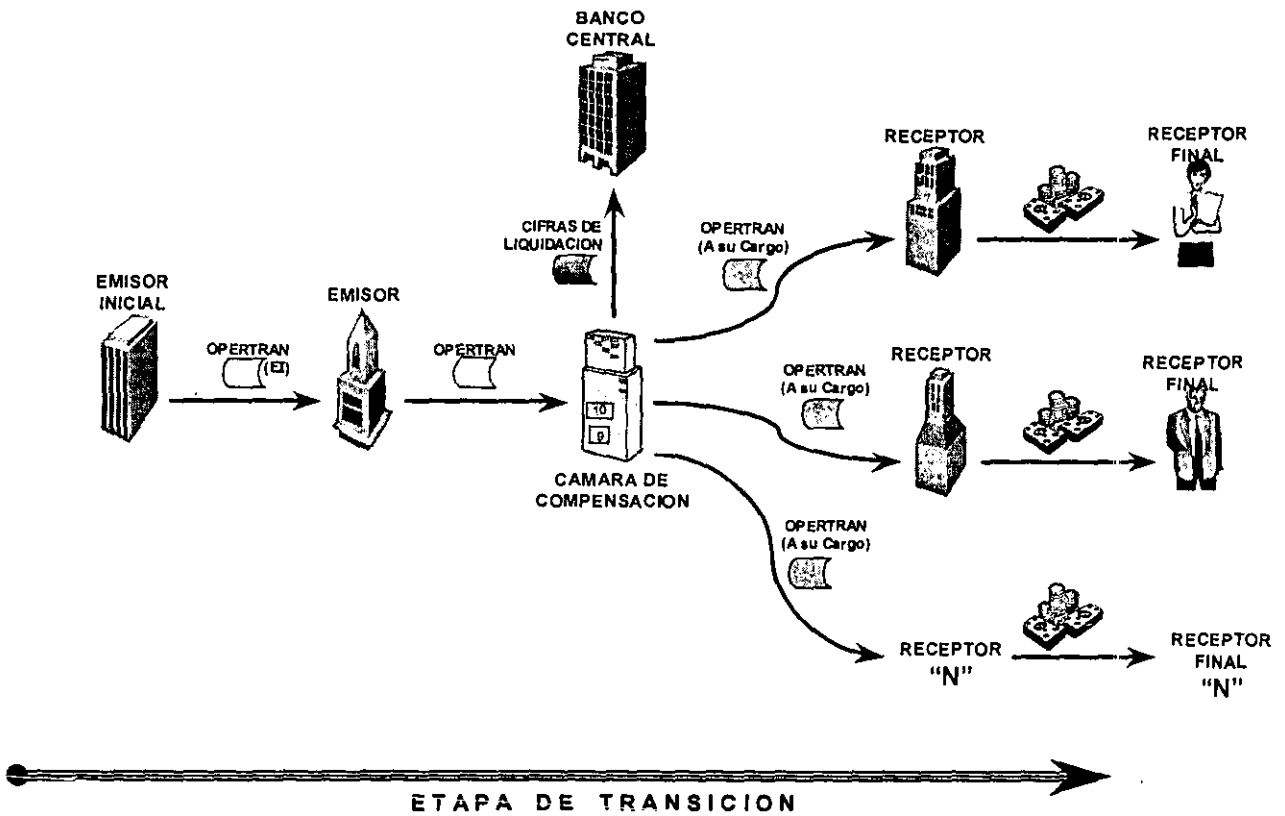 BANCO
CENTRAL
RECEPTOR
RECEPTOR
FINAL
CIFRAS DE
LIQUIDACION
OPERTRAN
(A su Cargo)
EMISOR
INICIAL
EMISOR
OPERTRAN
(EI)
OPERTRAN
RECEPTOR
RECEPTOR
FINAL
OPERTRAN
(A su Cargo)
10
0
CAMARA DE
COMPENSACION
OPERTRAN
(A su Cargo)
RECEPTOR
"N"
RECEPTOR
FINAL
"N"
ETAPA DE TRANSICION